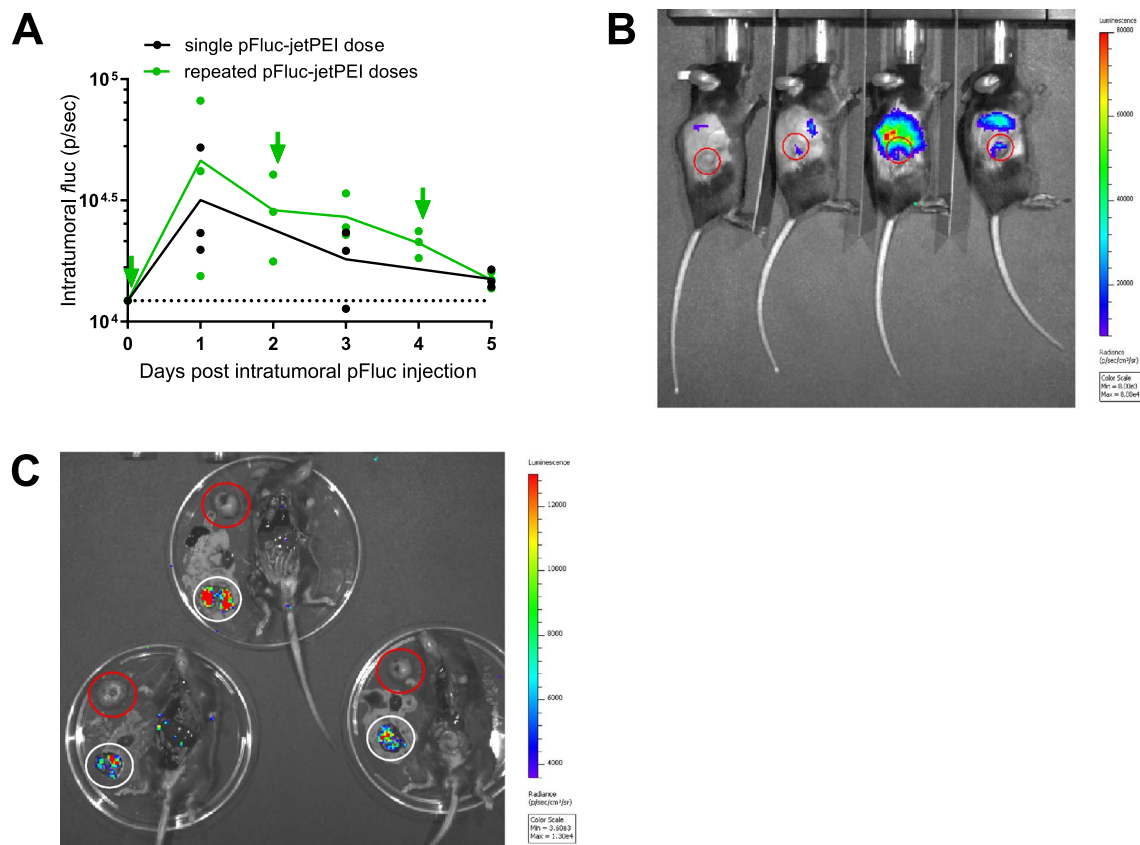 A
single pFluc-jetPEI dose
repeated pFluc-jetPEI doses
Intratumoral fluc (p/sec)
10^5
10^4.5
10^4
0 1 2 3 4 5
Days post intratumoral pFluc injection
B
Luminescence
80000
60000
40000
20000
Radiance
(p/sec/cm²/sr)
Color Scale
Min = 8.00e3
Max = 8.00e4
C
Luminescence
12000
10000
8000
6000
4000
Radiance
(p/sec/cm²/sr)
Color Scale
Min = 3.60e3
Max = 1.30e4